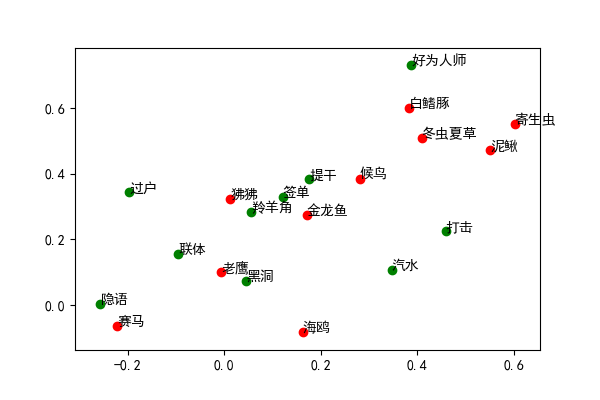 好为人师
白鳍豚
寄生虫
冬虫夏草
泥鳅
提干
候鸟
过户
狒狒
签单
羚羊角
金龙鱼
打击
联体
老鹰
黑洞
汽水
隐语
赛马
海鸥
0.6
0.4
0.2
0.0
-0.2
0.0
0.2
0.4
0.6